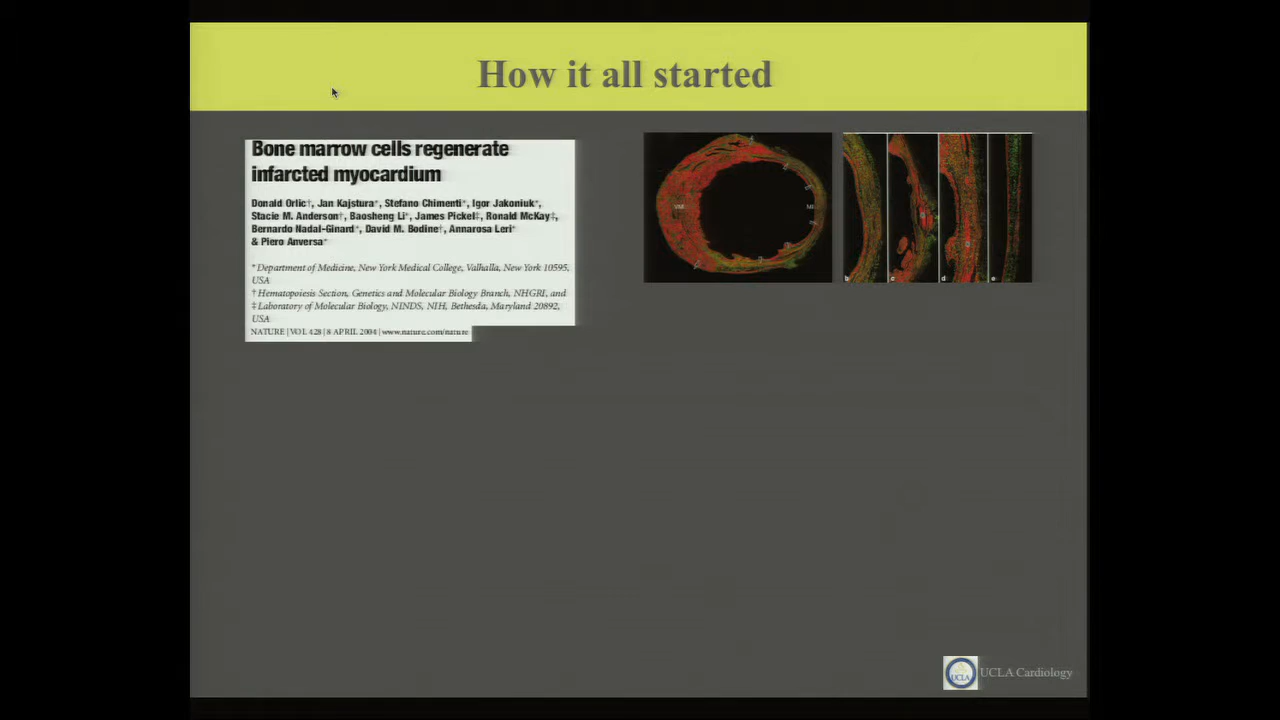 How it all started
Bone marrow cells regenerate
infarcted myocardium
Donald Orlic†, Jan Kajstura*, Stefano Chimenti*, Igor Jakoniuk*,
Stacie M. Anderson†, Baosheng Li*, James Pickel‡, Ronald McKay‡,
Bernardo Nadal-Ginard*, David M. Bodine†, Annarosa Leri*
& Piero Anversa*
* Department of Medicine, New York Medical College, Valhalla, New York 10595,
USA
† Hematopoiesis Section, Genetics and Molecular Biology Branch, NHGRI, and
‡ Laboratory of Molecular Biology, NINDS, NIH, Bethesda, Maryland 20892,
USA
NATURE | VOL 428 | 8 APRIL 2004 | www.nature.com/nature
b c d e
UCLA
UCLA Cardiology